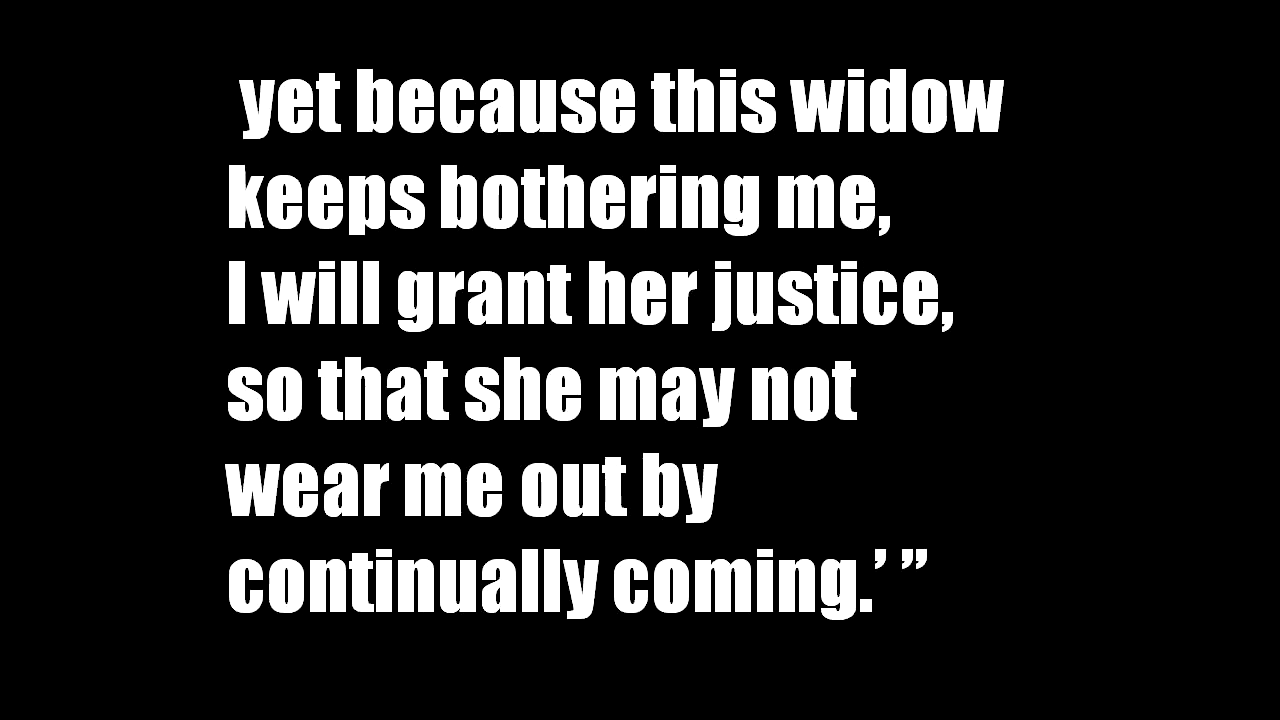 yet because this widow
keeps bothering me,
I will grant her justice,
so that she may not
wear me out by
continually coming.’ ”